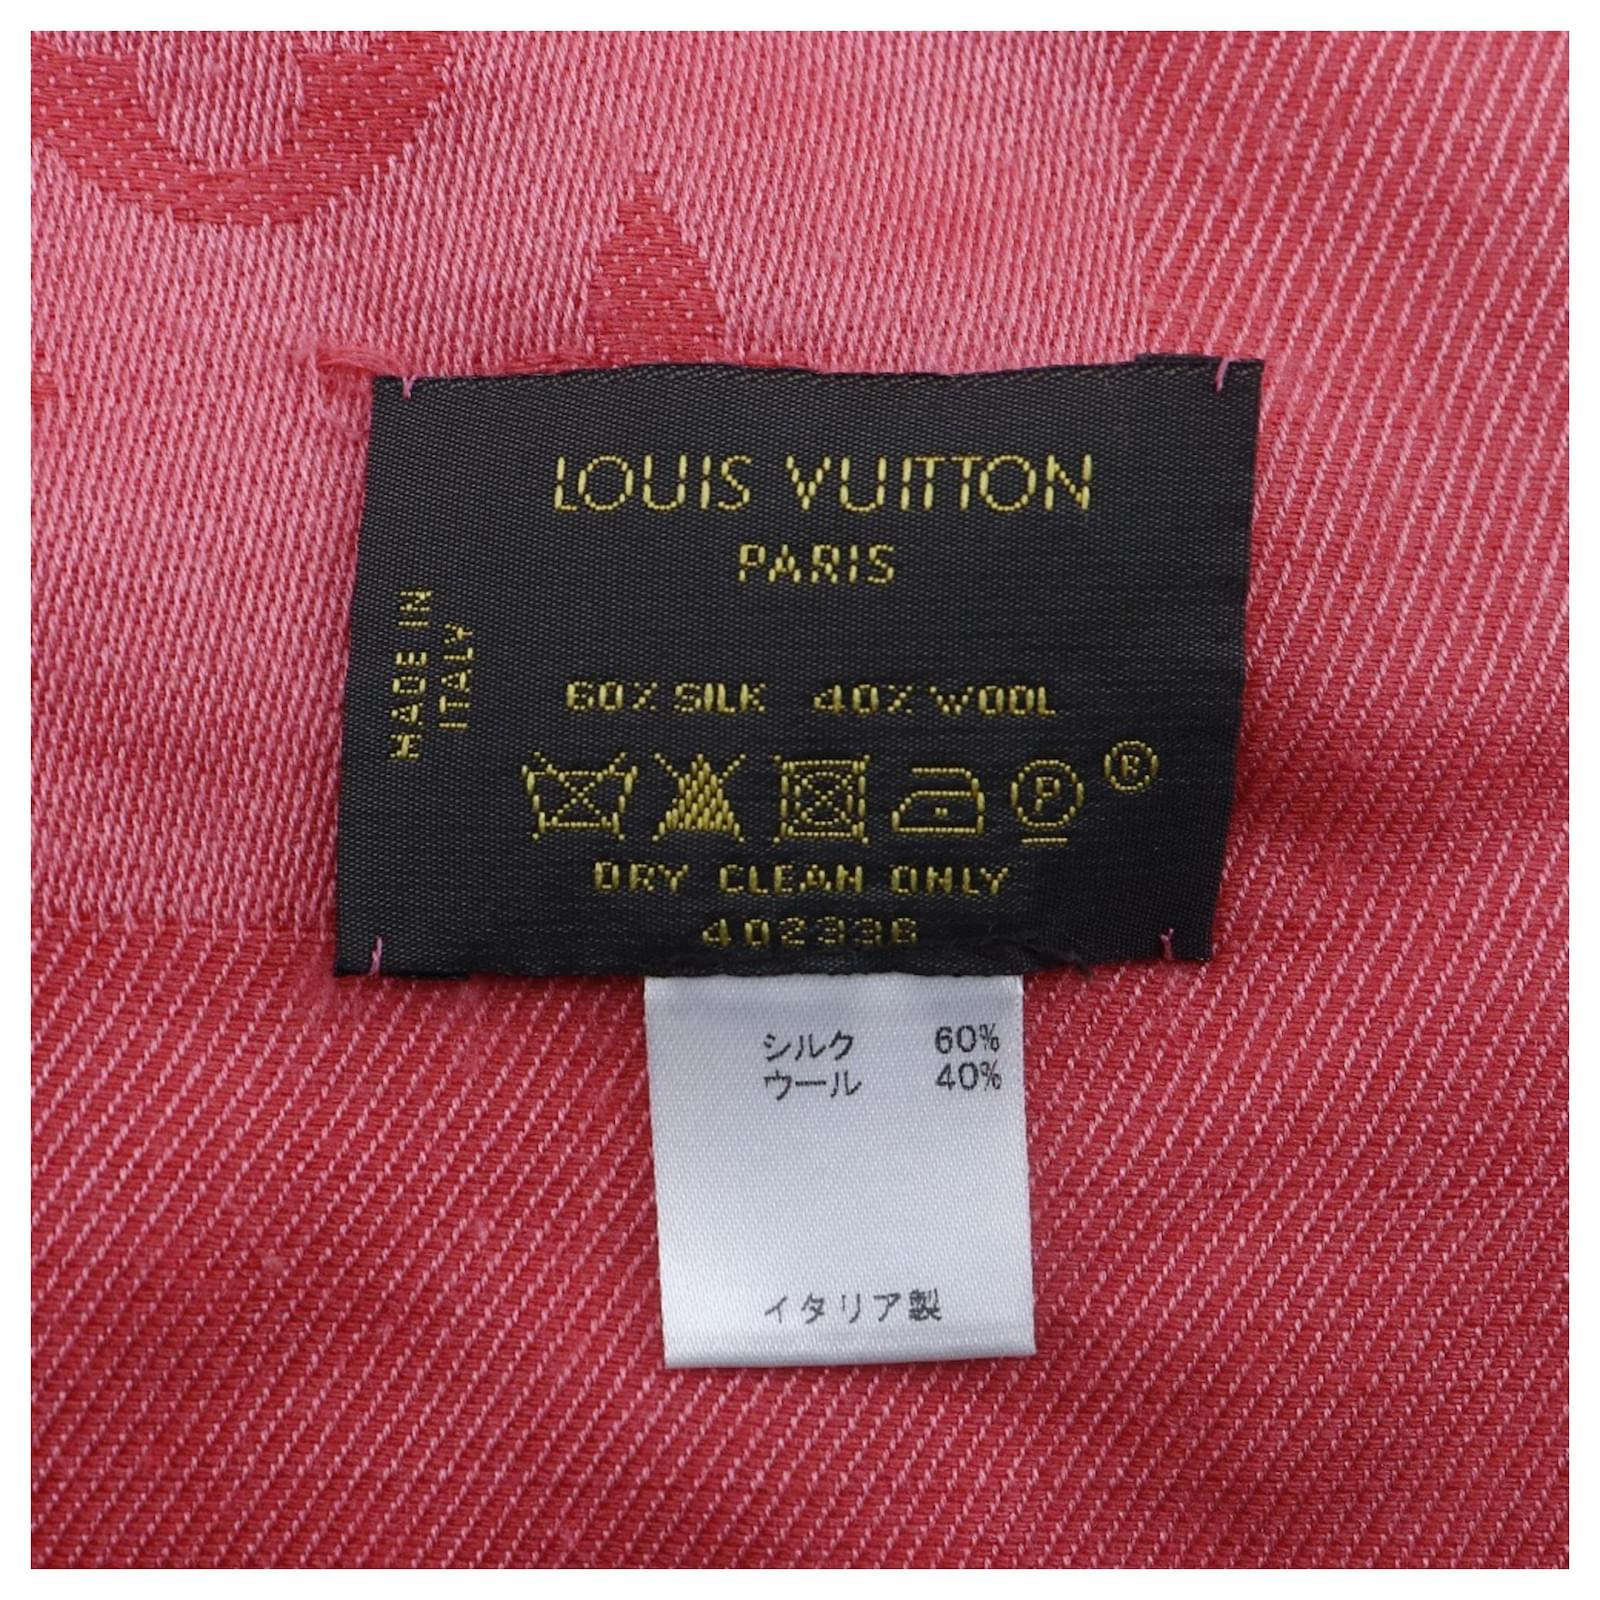 LOUIS VUITTON
PARIS
MADE IN
ITALY
60% SILK 40% WOOL
P ®
DRY CLEAN ONLY
402336
シルク 60%
ウール 40%
イタリア製